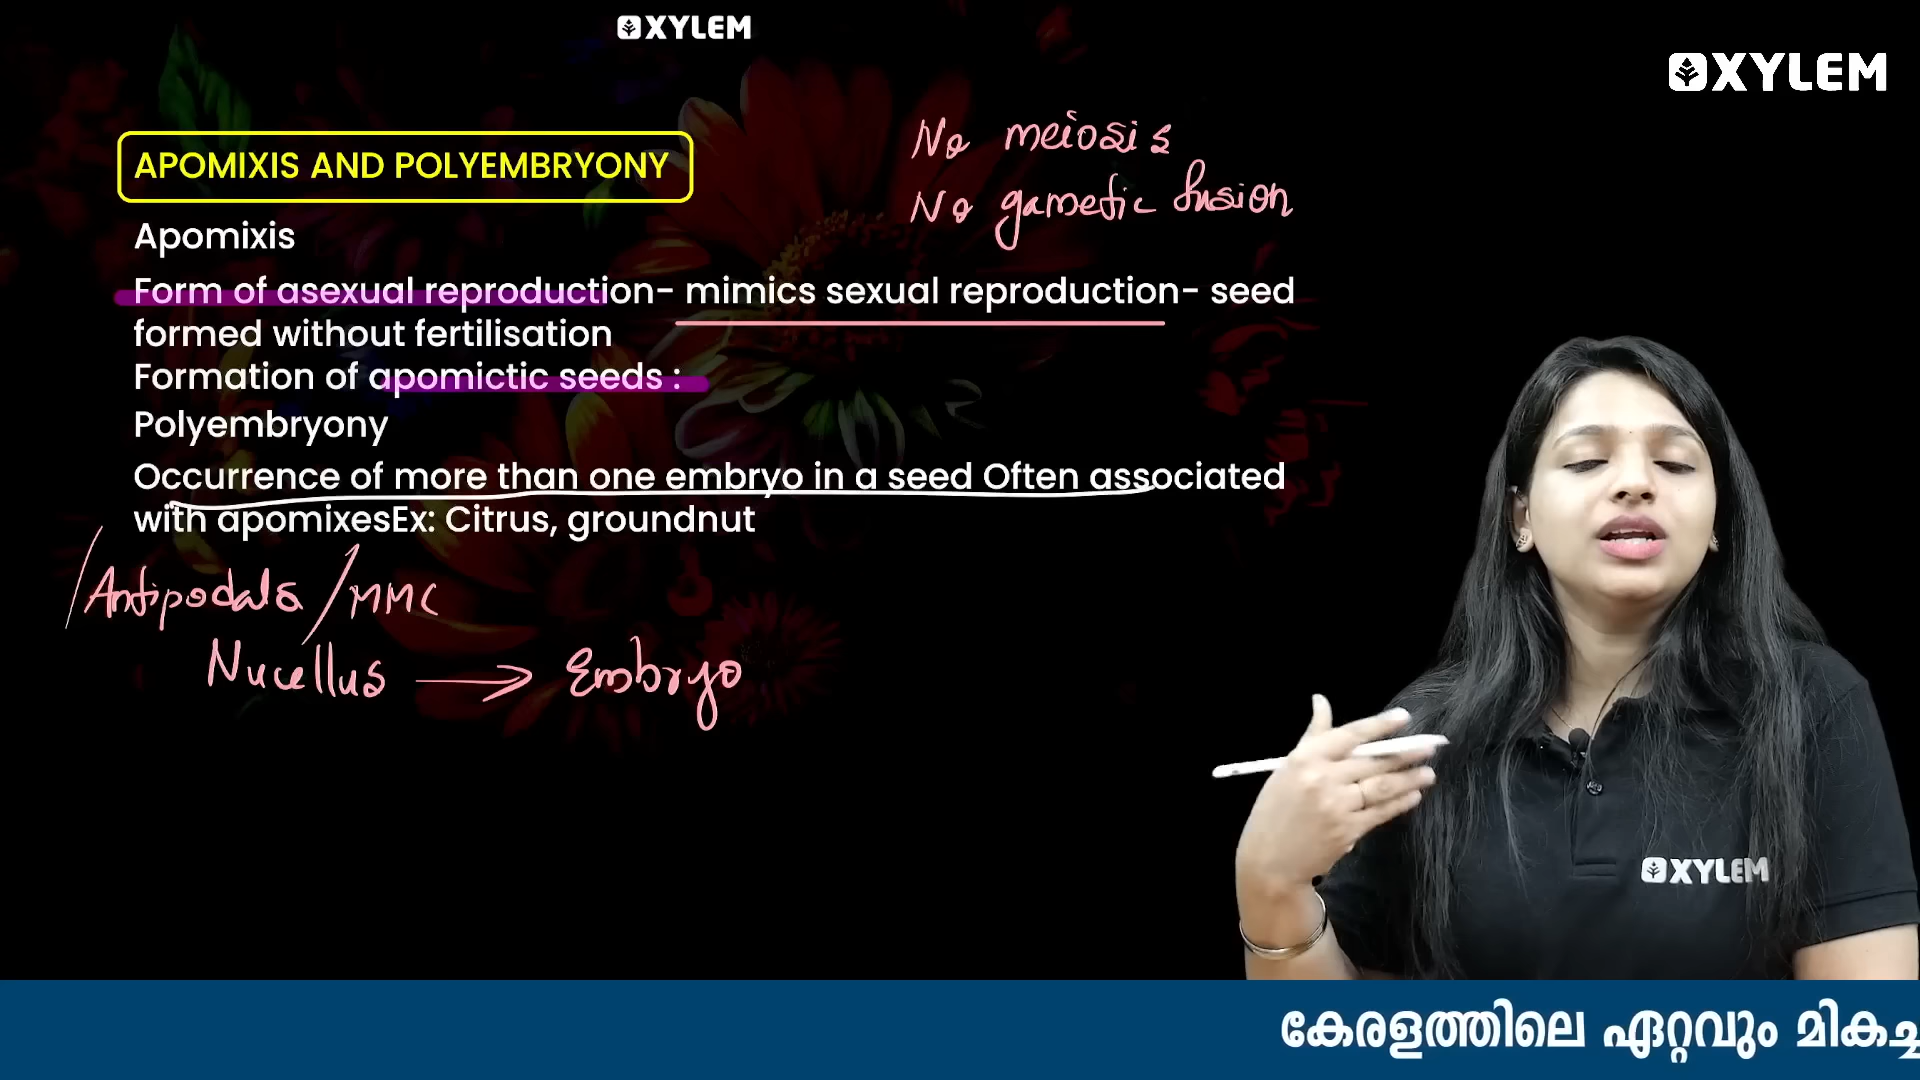 XYLEM
XYLEM
No meiosis
No gametic fusion
APOMIXIS AND POLYEMBRYONY
Apomixis
Form of asexual reproduction- mimics sexual reproduction- seed
formed without fertilisation
Formation of apomictic seeds :
Polyembryony
Occurrence of more than one embryo in a seed Often associated
with apomixesEx: Citrus, groundnut
/Antipodals/MMC
Nucellus → Embryo
XYLEM
കേരളത്തിലെ ഏറ്റവും മികച്ച